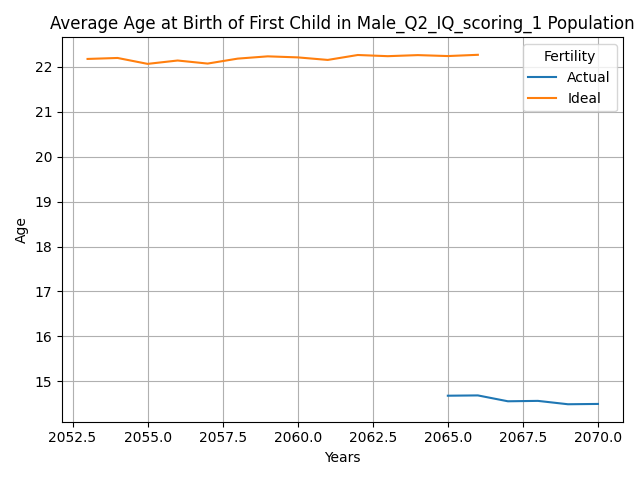 Average Age at Birth of First Child in Male_Q2_IQ_scoring_1 Population
Fertility
Actual
Ideal
22
21
20
19
18
17
16
15
Age
2052.5 2055.0 2057.5 2060.0 2062.5 2065.0 2067.5 2070.0
Years